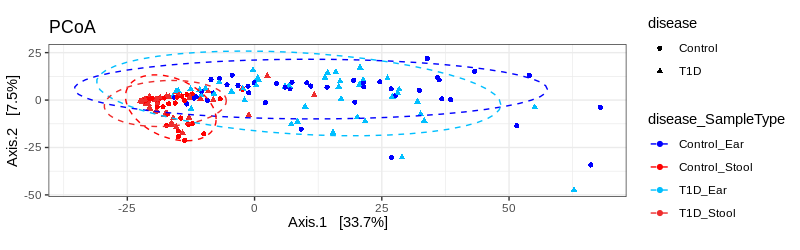 PCoA
25
0
-25
-50
Axis.2 [7.5%]
-25
0
25
50
Axis.1 [33.7%]
disease
Control
T1D
disease_SampleType
Control_Ear
Control_Stool
T1D_Ear
T1D_Stool